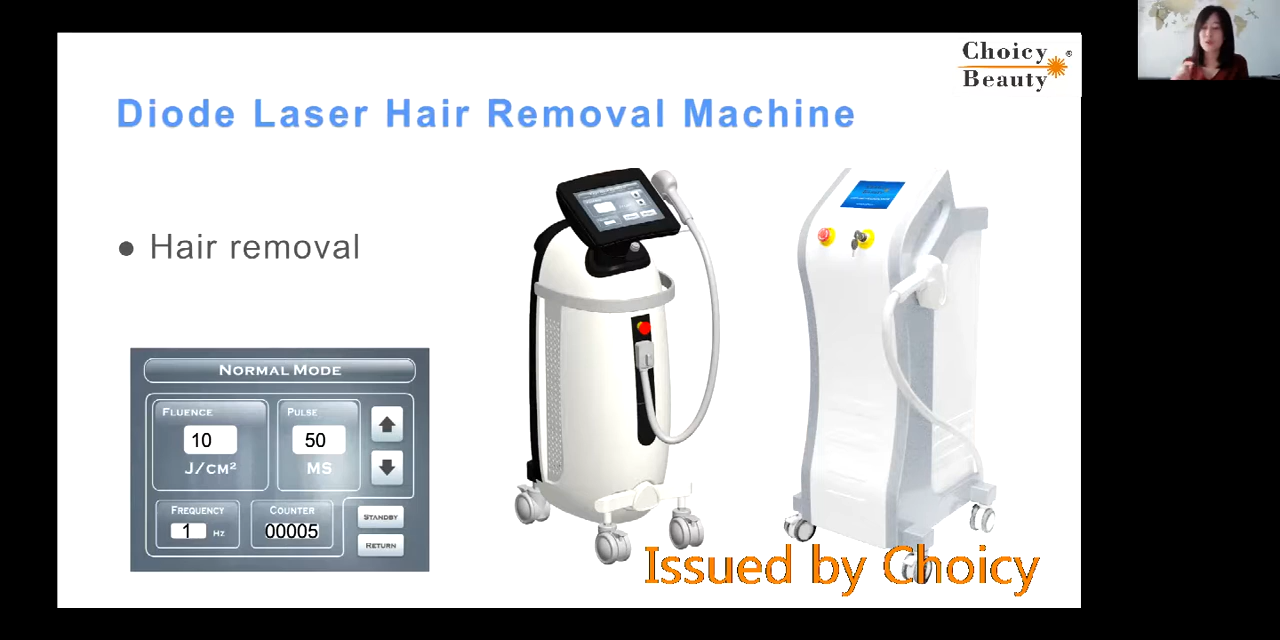 Choicy ®
Beauty
Diode Laser Hair Removal Machine
● Hair removal
NORMAL MODE
FLUENCE
10
J/CM²
PULSE
50
MS
FREQUENCY
1 HZ
COUNTER
00005
STANDBY
RETURN
Issued by Choicy